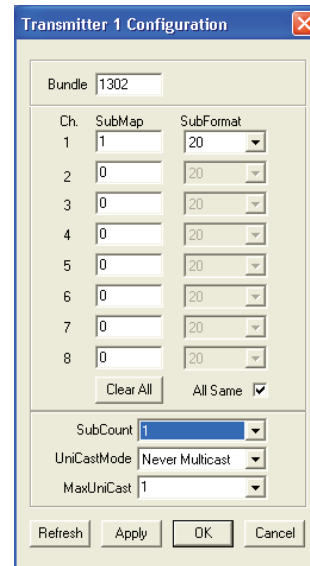 Transmitter 1 Configuration
Bundle 1302
Ch. SubMap SubFormat
1 1 20
2 0 20
3 0 20
4 0 20
5 0 20
6 0 20
7 0 20
8 0 20
Clear All All Same
SubCount 1
UniCastMode Never Multicast
MaxUniCast 1
Refresh Apply OK Cancel